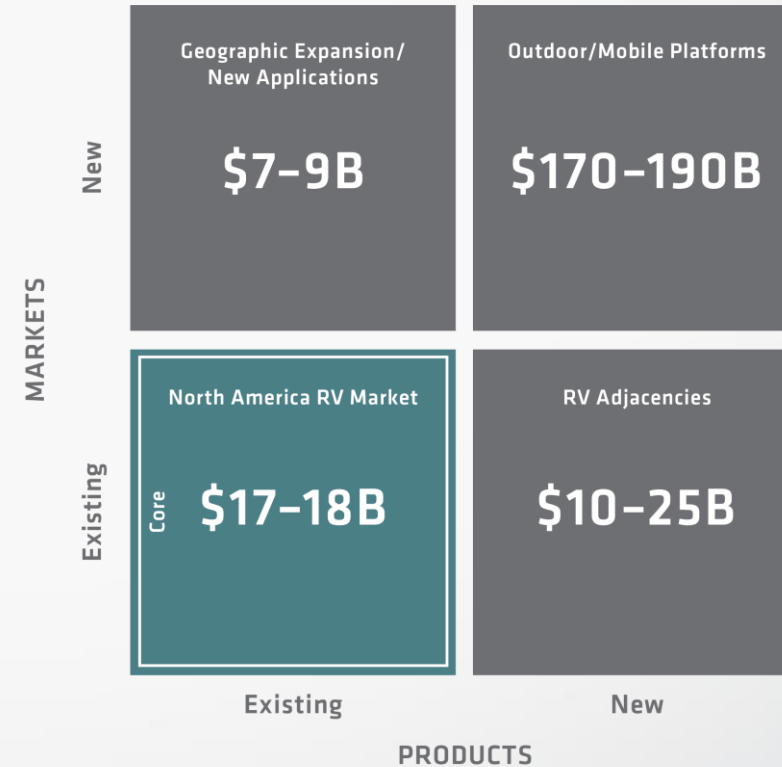 Geographic Expansion/
New Applications
$7–9B
Outdoor/Mobile Platforms
$170–190B
New
MARKETS
North America RV Market
Core
$17–18B
RV Adjacencies
$10–25B
Existing
Existing
New
PRODUCTS